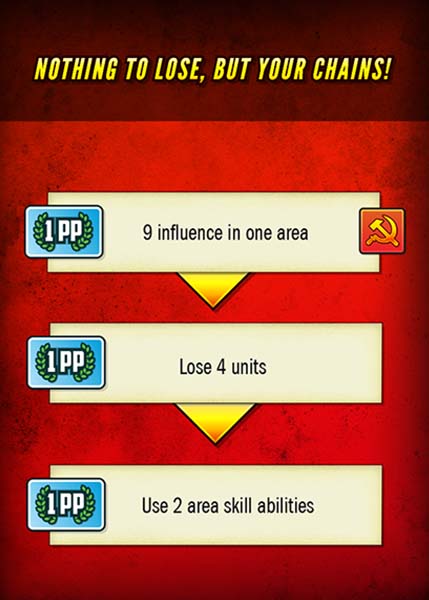 NOTHING TO LOSE, BUT YOUR CHAINS!
1 PP 9 influence in one area
1 PP Lose 4 units
1 PP Use 2 area skill abilities